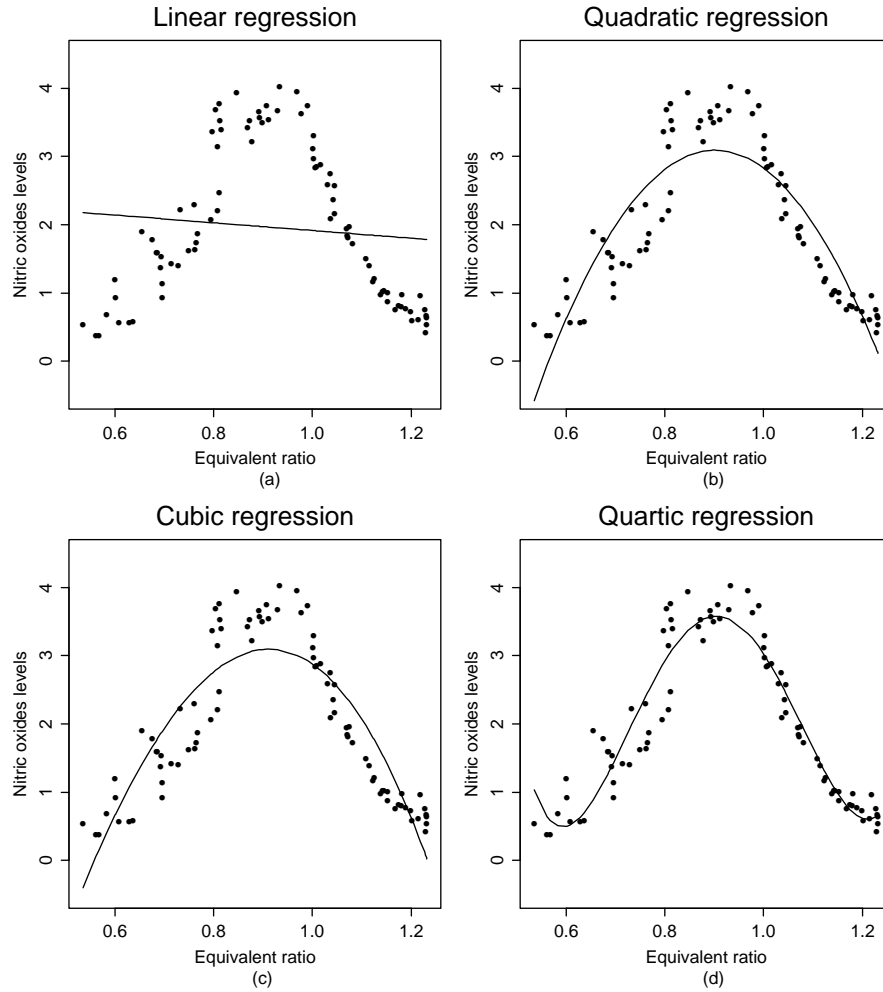 Linear regression
Nitric oxides levels
4
3
2
1
0
0.6 0.8 1.0 1.2
Equivalent ratio
(a)
Quadratic regression
Nitric oxides levels
4
3
2
1
0
0.6 0.8 1.0 1.2
Equivalent ratio
(b)
Cubic regression
Nitric oxides levels
4
3
2
1
0
0.6 0.8 1.0 1.2
Equivalent ratio
(c)
Quartic regression
Nitric oxides levels
4
3
2
1
0
0.6 0.8 1.0 1.2
Equivalent ratio
(d)